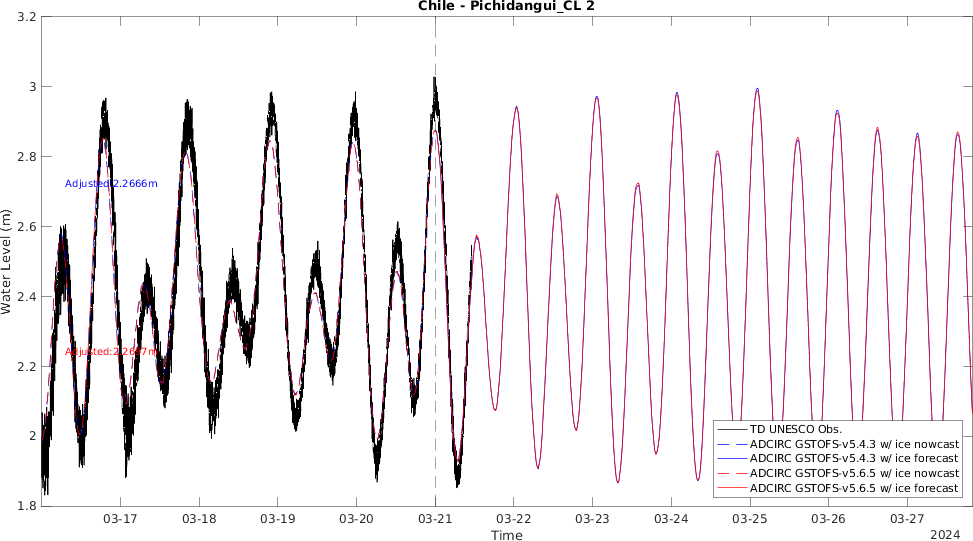 Chile - Pichidangui_CL 2
3.2
3
2.8
2.6
2.4
2.2
2
1.8
Water Level (m)
Adjusted:2.2666m
TD UNESCO Obs.
ADCIRC GSTOFS-v5.4.3 w/ ice nowcast
ADCIRC GSTOFS-v5.4.3 w/ ice forecast
ADCIRC GSTOFS-v5.6.5 w/ ice nowcast
ADCIRC GSTOFS-v5.6.5 w/ ice forecast
03-17
03-18
03-19
03-20
03-21
03-22
03-23
03-24
03-25
03-26
03-27
Time
2024